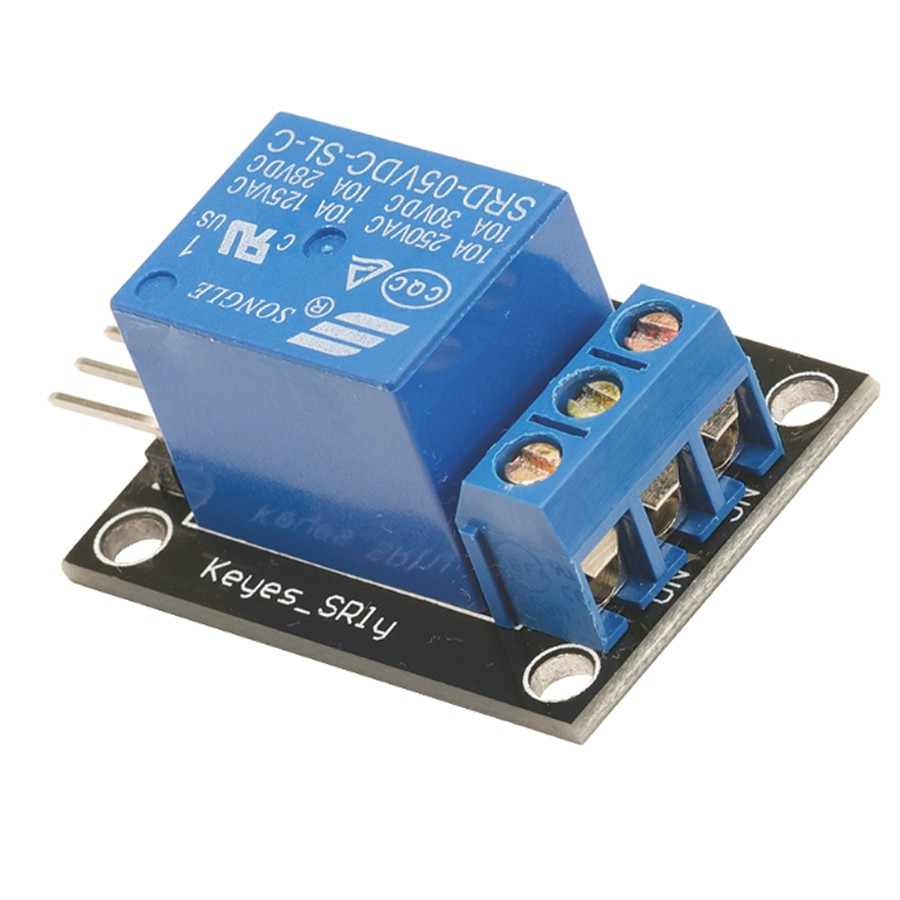 SONGLE ®
1
C US
CQC
10A 250VAC 10A 125VAC
10A 30VDC 10A 28VDC
SRD-05VDC-SL-C
Keyes_SR1y